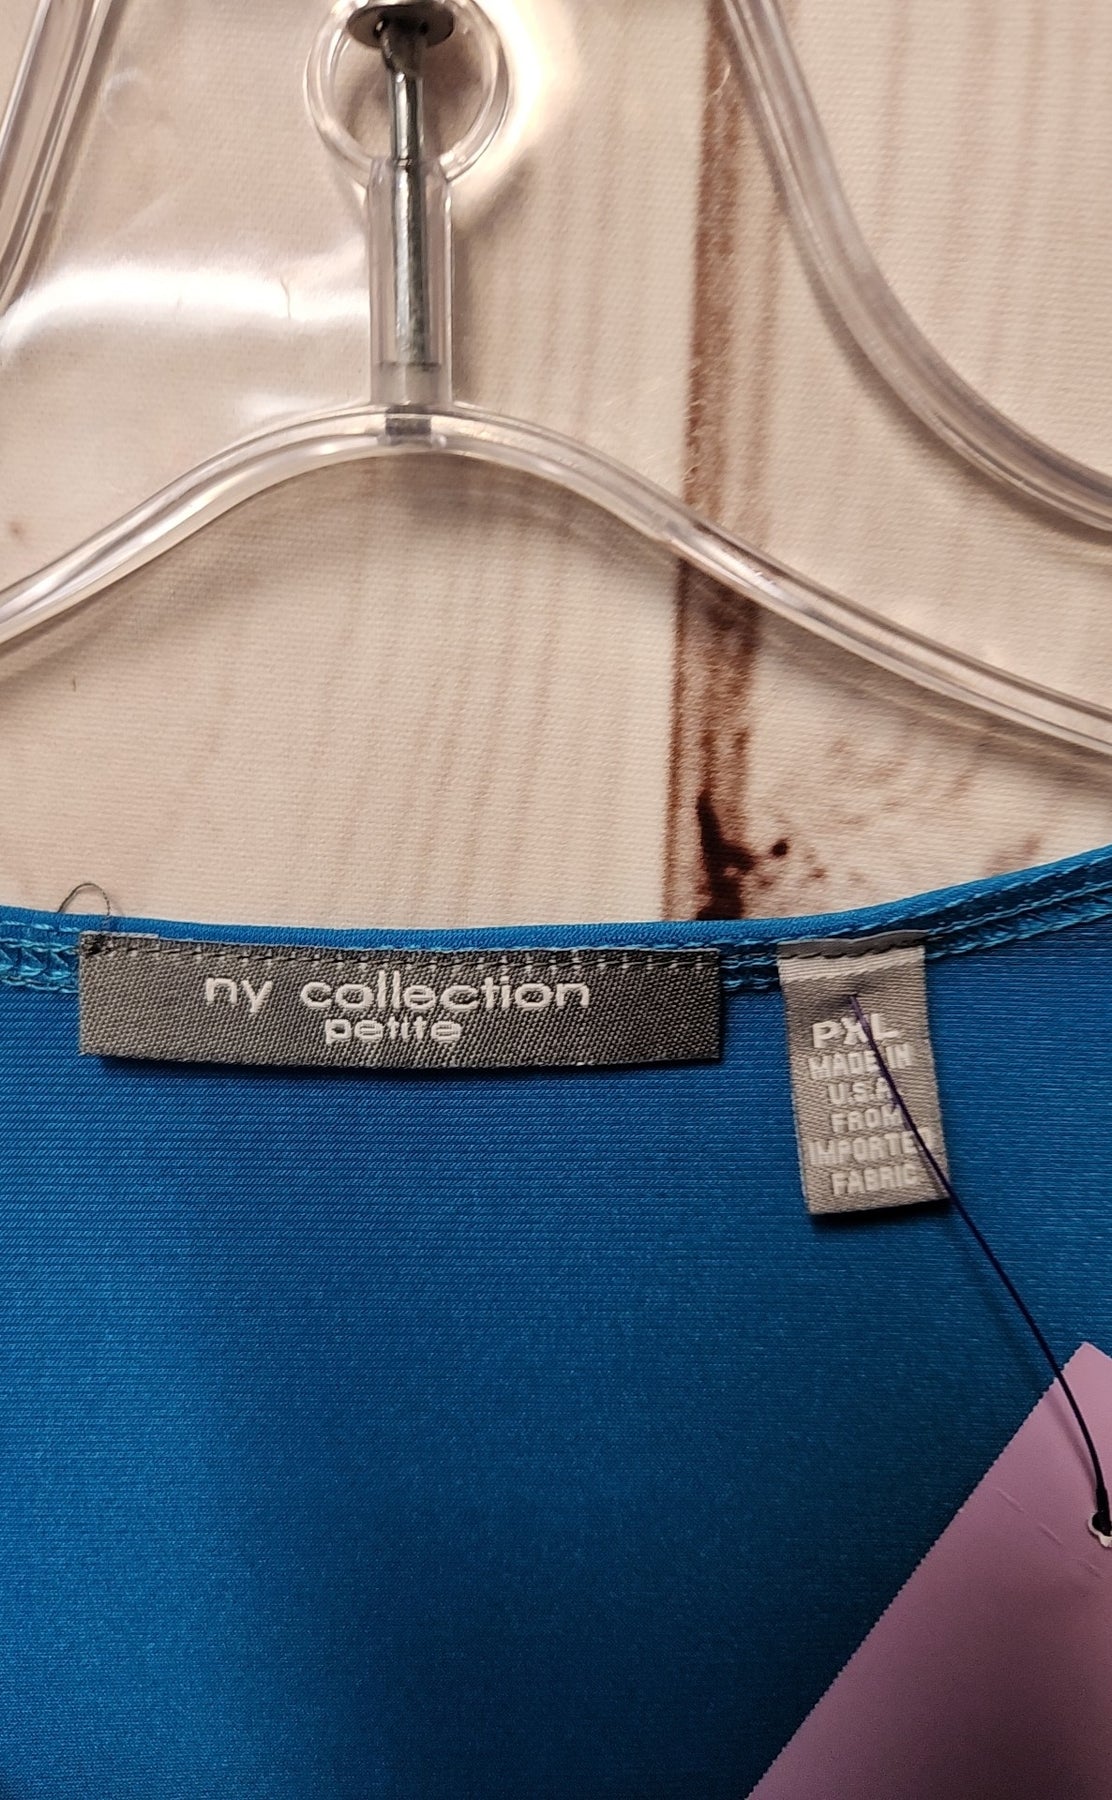 ny collection
petite
PXL
MADE IN
U.S.A.
FROM
IMPORTED
FABRIC